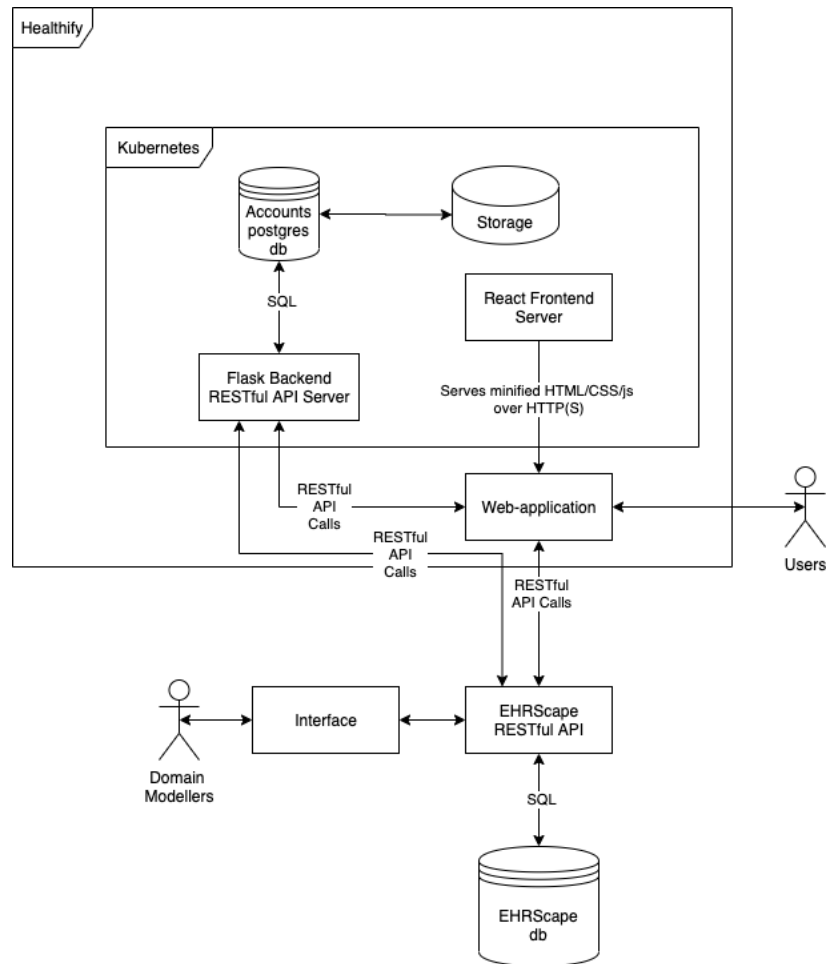 Healthify
Kubernetes
Accounts
postgres
db
Storage
SQL
React Frontend
Server
Flask Backend
RESTful API Server
Serves minified HTML/CSS/js
over HTTP(S)
RESTful
API
Calls
Web-application
Users
RESTful
API
Calls
RESTful
API Calls
Domain
Modellers
Interface
EHRScape
RESTful API
SQL
EHRScape
db